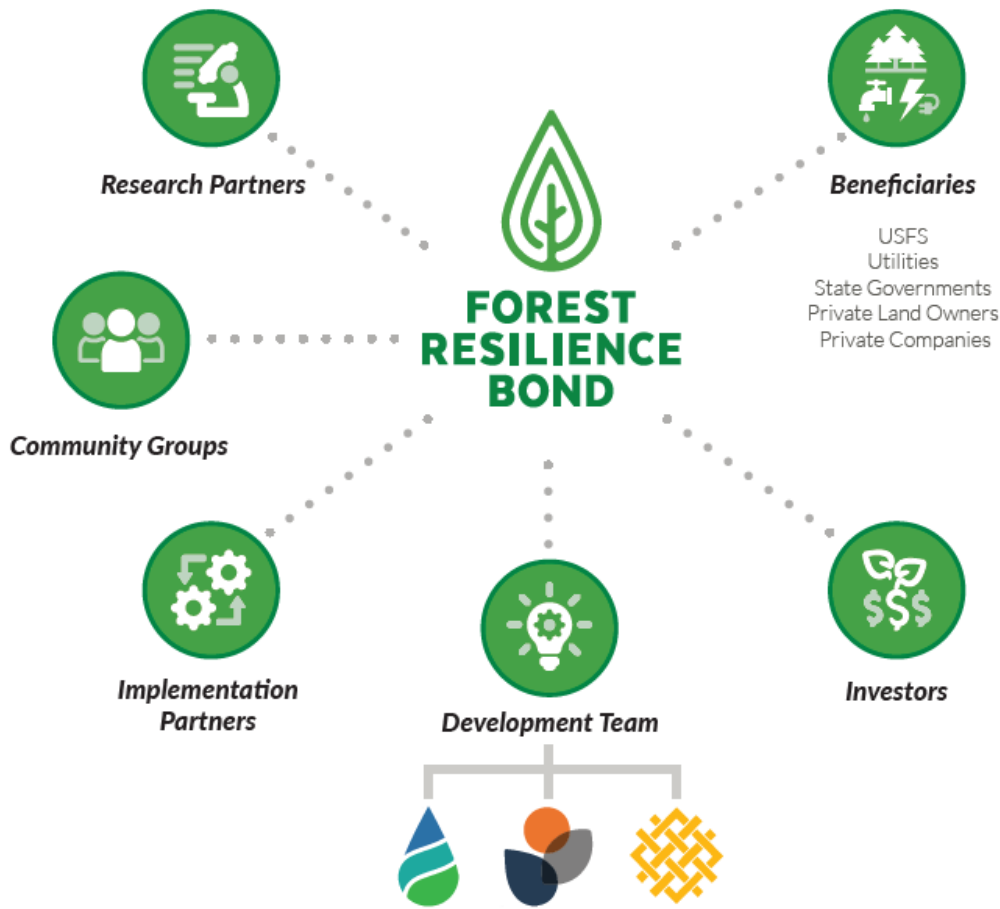 Research Partners
Beneficiaries
USFS
Utilities
State Governments
Private Land Owners
Private Companies
FOREST
RESILIENCE
BOND
Community Groups
Implementation
Partners
Development Team
Investors